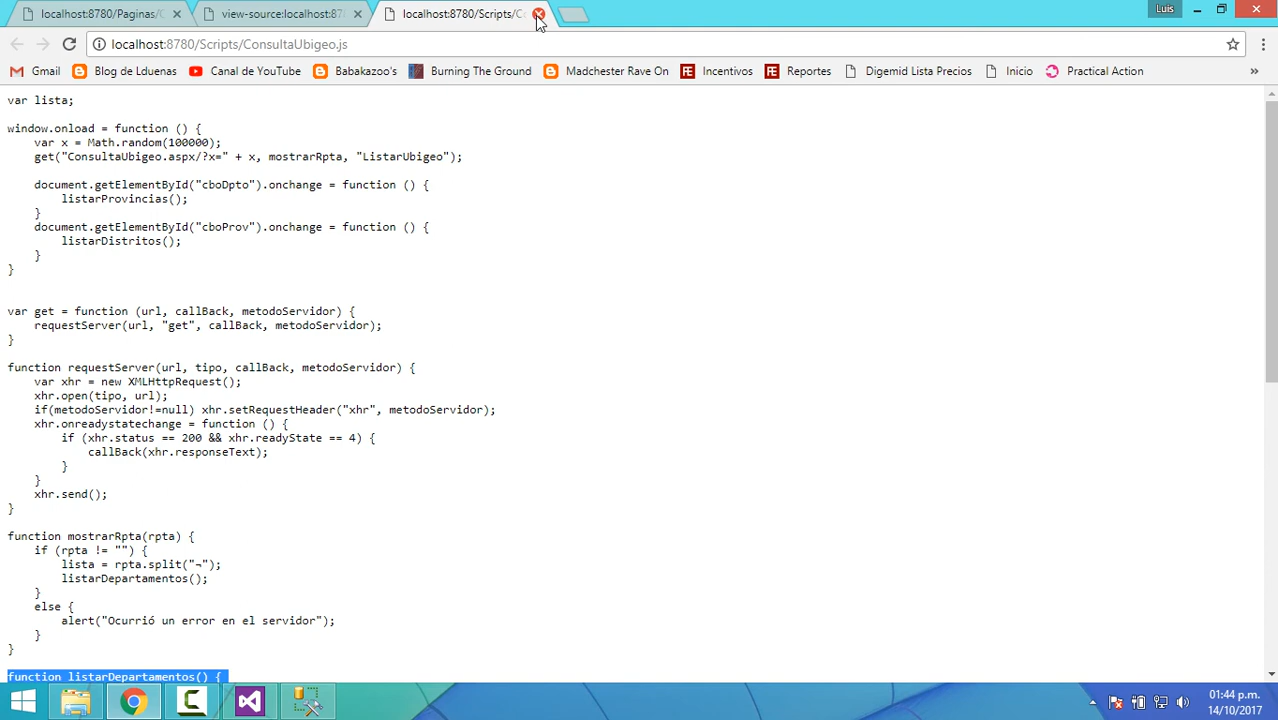 localhost:8780/Paginas/C
view-source:localhost:87
localhost:8780/Scripts/Co
Luis
localhost:8780/Scripts/ConsultaUbigeo.js
Gmail
Blog de Lduenas
Canal de YouTube
Babakazoo's
Burning The Ground
Madchester Rave On
Incentivos
Reportes
Digemid Lista Precios
Inicio
Practical Action
»
var lista;
window.onload = function () {
    var x = Math.random(100000);
    get("ConsultaUbigeo.aspx/?x=" + x, mostrarRpta, "ListarUbigeo");
    document.getElementById("cboDpto").onchange = function () {
        listarProvincias();
    }
    document.getElementById("cboProv").onchange = function () {
        listarDistritos();
    }
}
var get = function (url, callBack, metodoServidor) {
    requestServer(url, "get", callBack, metodoServidor);
}
function requestServer(url, tipo, callBack, metodoServidor) {
    var xhr = new XMLHttpRequest();
    xhr.open(tipo, url);
    if(metodoServidor!=null) xhr.setRequestHeader("xhr", metodoServidor);
    xhr.onreadystatechange = function () {
        if (xhr.status == 200 && xhr.readyState == 4) {
            callBack(xhr.responseText);
        }
    }
    xhr.send();
}
function mostrarRpta(rpta) {
    if (rpta != "") {
        lista = rpta.split("¬");
        listarDepartamentos();
    }
    else {
        alert("Ocurrió un error en el servidor");
    }
}
function listarDepartamentos() {
01:44 p.m.
14/10/2017